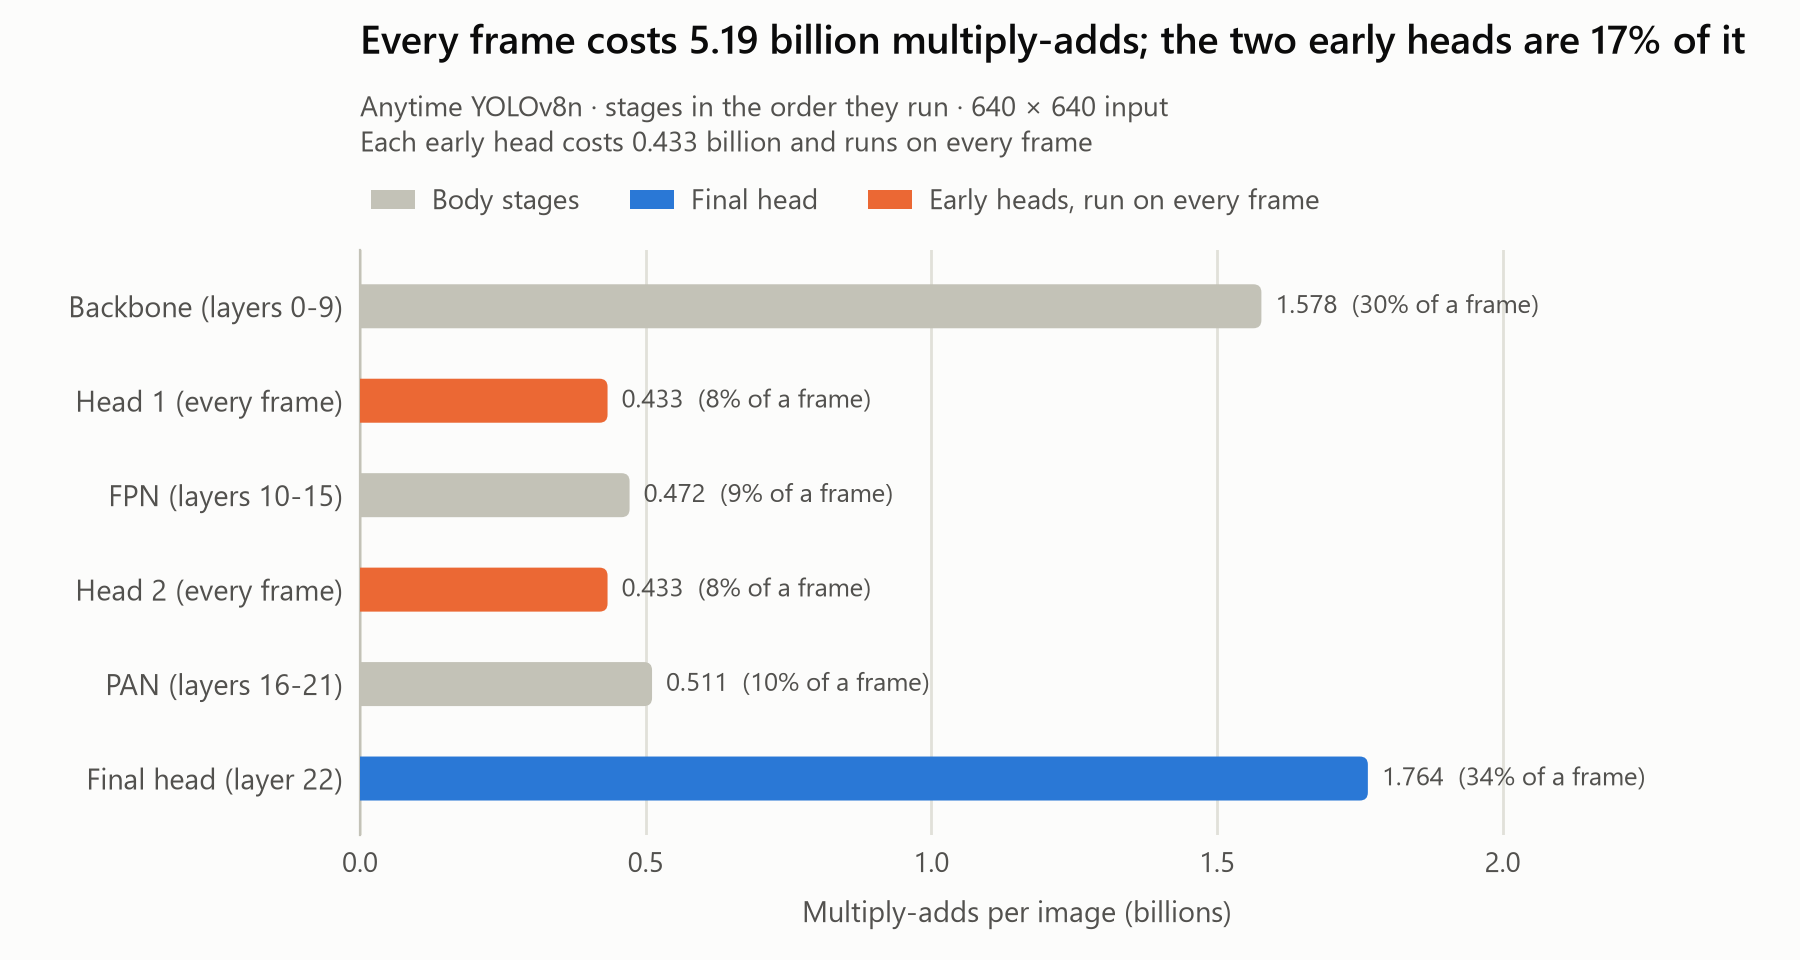 Every frame costs 5.19 billion multiply-adds; the two early heads are 17% of it
Anytime YOLOv8n · stages in the order they run · 640 × 640 input
Each early head costs 0.433 billion and runs on every frame
Body stages
Final head
Early heads, run on every frame
Backbone (layers 0-9)
1.578 (30% of a frame)
Head 1 (every frame)
0.433 (8% of a frame)
FPN (layers 10-15)
0.472 (9% of a frame)
Head 2 (every frame)
0.433 (8% of a frame)
PAN (layers 16-21)
0.511 (10% of a frame)
Final head (layer 22)
1.764 (34% of a frame)
0.0 0.5 1.0 1.5 2.0
Multiply-adds per image (billions)